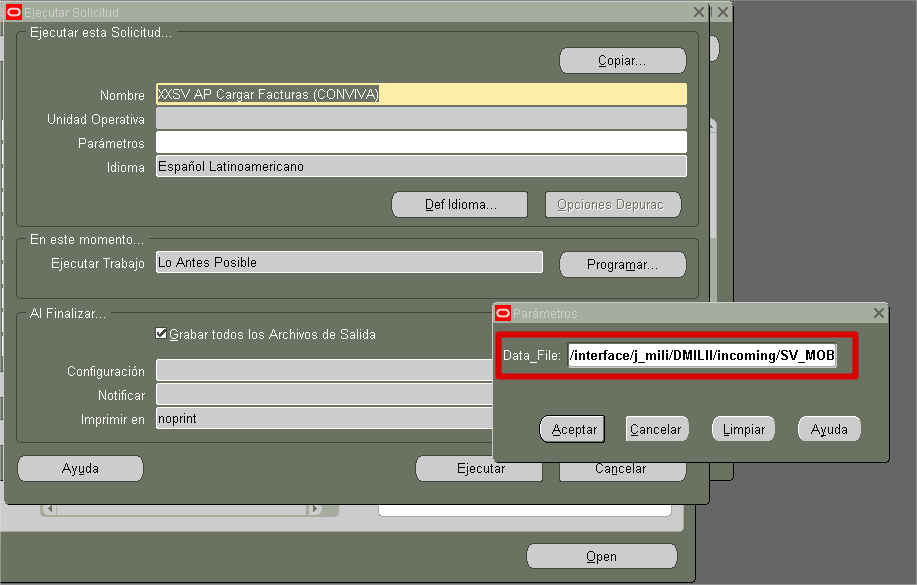 Ejecutar Solicitud
Ejecutar esta Solicitud...
Copiar...
Nombre XXSV AP Cargar Facturas (CONVIVA)
Unidad Operativa
Parámetros
Idioma Español Latinoamericano
Def Idioma... Opciones Depurac
En este momento...
Ejecutar Trabajo Lo Antes Posible Programar...
Al Finalizar...
Grabar todos los Archivos de Salida
Configuración
Notificar
Imprimir en noprint
Ayuda Ejecutar Cancelar
Parámetros
Data_File: /interface/j_mili/DMILII/incoming/SV_MOB
Aceptar Cancelar Limpiar Ayuda
Open